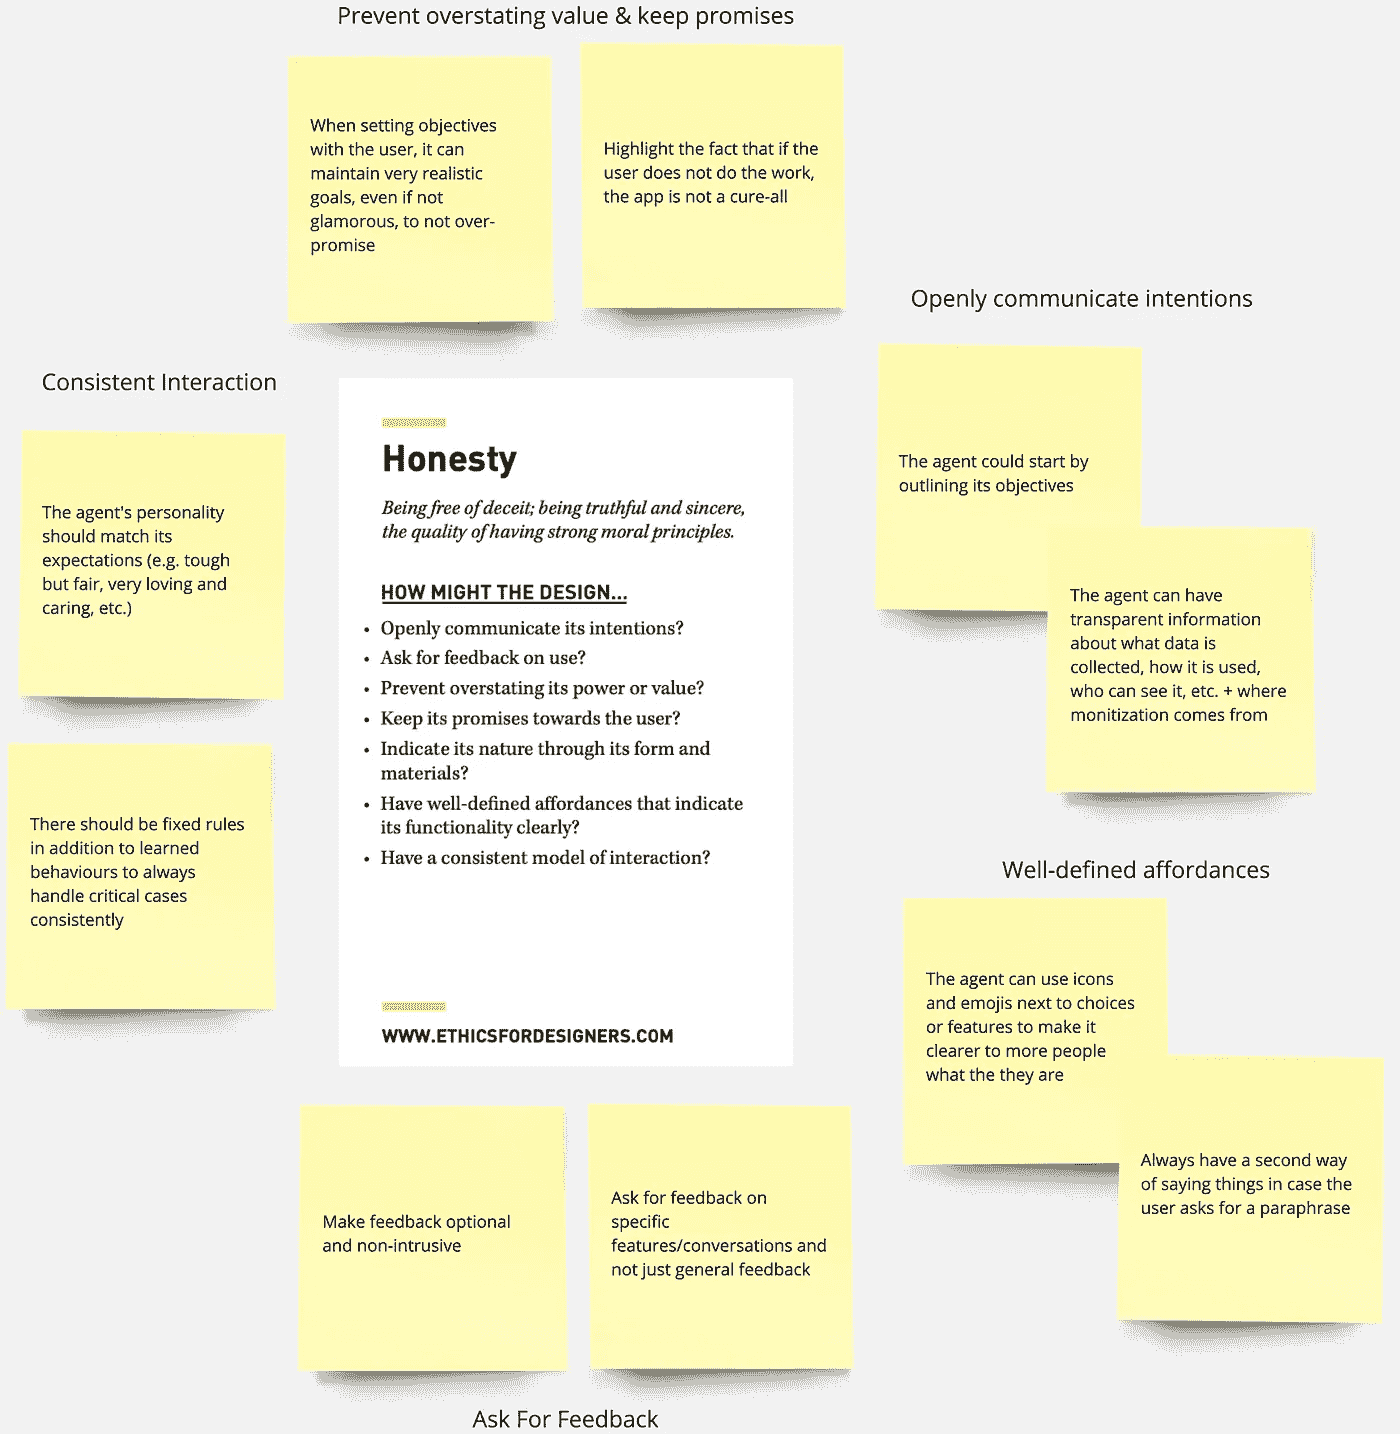 Prevent overstating value & keep promises
When setting objectives
with the user, it can
maintain very realistic
goals, even if not
glamorous, to not over-
promise
Highlight the fact that if the
user does not do the work,
the app is not a cure-all
Openly communicate intentions
The agent could start by
outlining its objectives
The agent can have
transparent information
about what data is
collected, how it is used,
who can see it, etc. + where
monitization comes from
Consistent Interaction
The agent's personality
should match its
expectations (e.g. tough
but fair, very loving and
caring, etc.)
There should be fixed rules
in addition to learned
behaviours to always
handle critical cases
consistently
Honesty
Being free of deceit; being truthful and sincere,
the quality of having strong moral principles.
HOW MIGHT THE DESIGN...
• Openly communicate its intentions?
• Ask for feedback on use?
• Prevent overstating its power or value?
• Keep its promises towards the user?
• Indicate its nature through its form and
materials?
• Have well-defined affordances that indicate
its functionality clearly?
• Have a consistent model of interaction?
WWW.ETHICSFORDESIGNERS.COM
Well-defined affordances
The agent can use icons
and emojis next to choices
or features to make it
clearer to more people
what the they are
Always have a second way
of saying things in case the
user asks for a paraphrase
Make feedback optional
and non-intrusive
Ask for feedback on
specific
features/conversations and
not just general feedback
Ask For Feedback